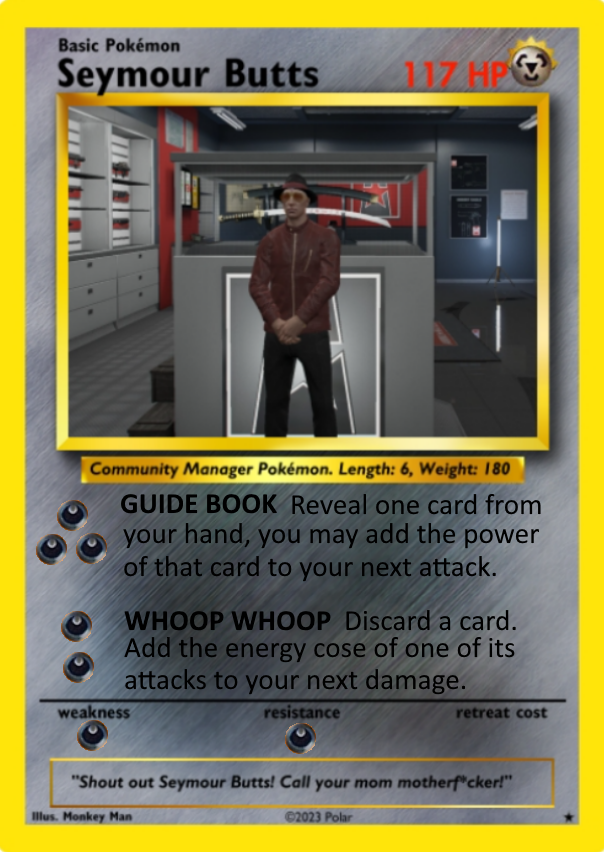 Basic Pokémon
Seymour Butts 117 HP
Community Manager Pokémon. Length: 6, Weight: 180
GUIDE BOOK Reveal one card from
your hand, you may add the power
of that card to your next attack.
WHOOP WHOOP Discard a card.
Add the energy cose of one of its
attacks to your next damage.
weakness resistance retreat cost
"Shout out Seymour Butts! Call your mom motherf*cker!"
Illus. Monkey Man ©2023 Polar